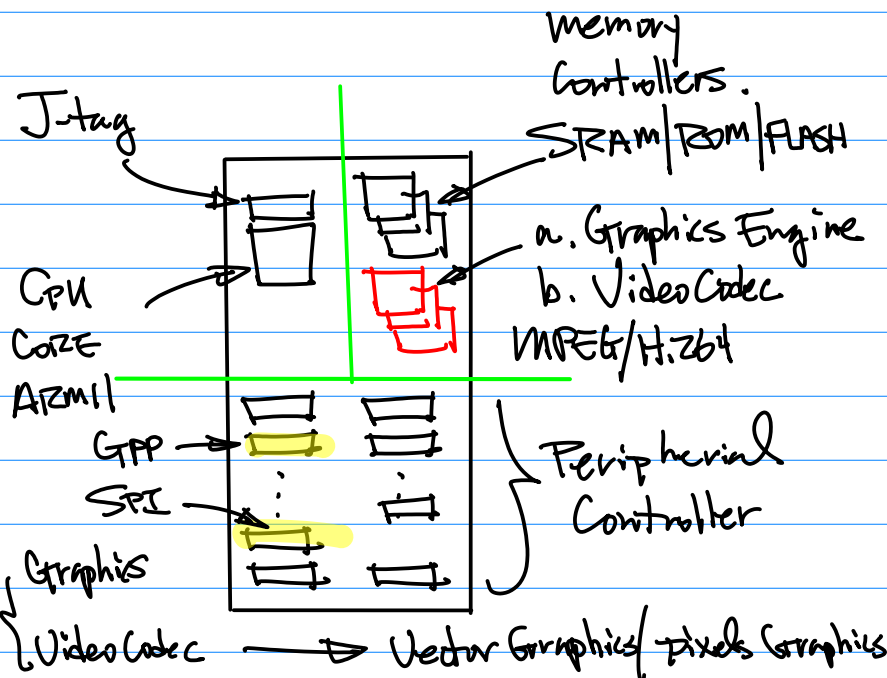 memory
Controllers.
SRAM/ROM/FLASH
J-tag
a. Graphics Engine
b. VideoCodec
MPEG/H.264
CPU
CORE
ARM11
GPP
SPI
Peripherial
Controller
Graphics
VideoCodec → Vector Graphics/pixels Graphics